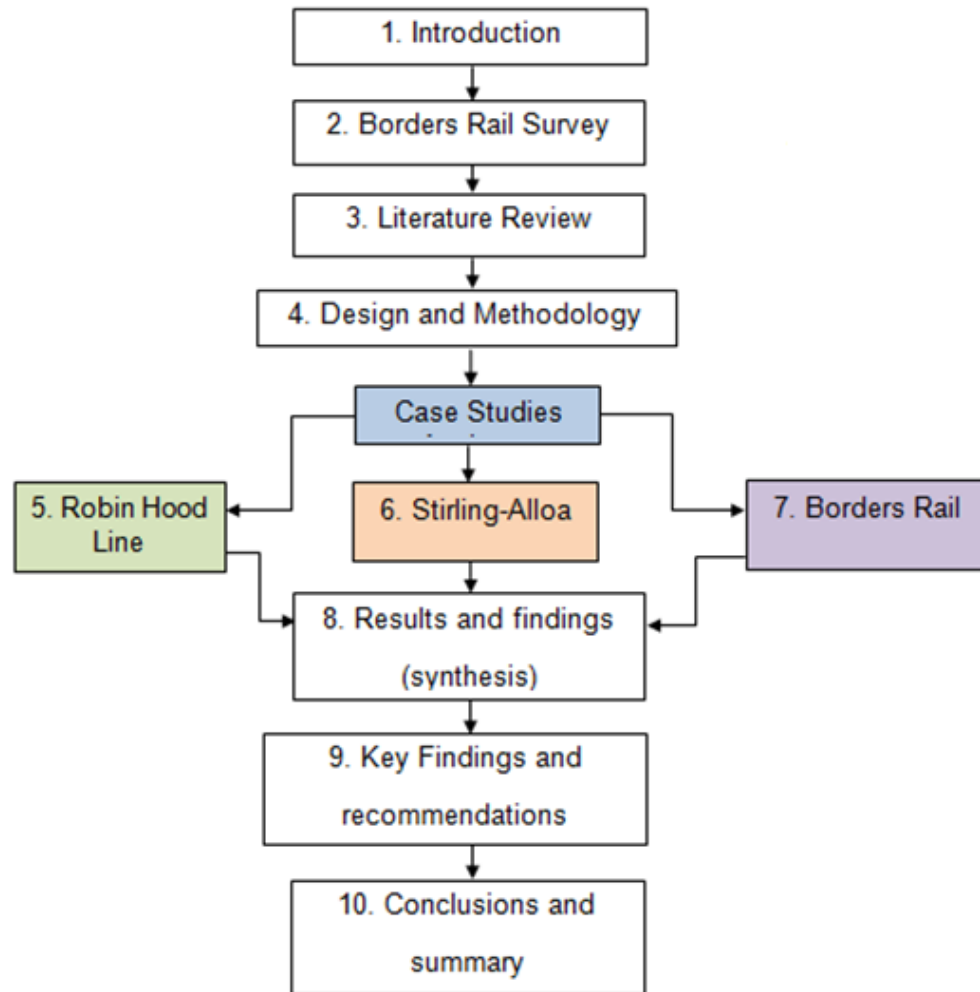 1. Introduction
2. Borders Rail Survey
3. Literature Review
4. Design and Methodology
Case Studies
5. Robin Hood
Line
6. Stirling-Alloa
7. Borders Rail
8. Results and findings
(synthesis)
9. Key Findings and
recommendations
10. Conclusions and
summary